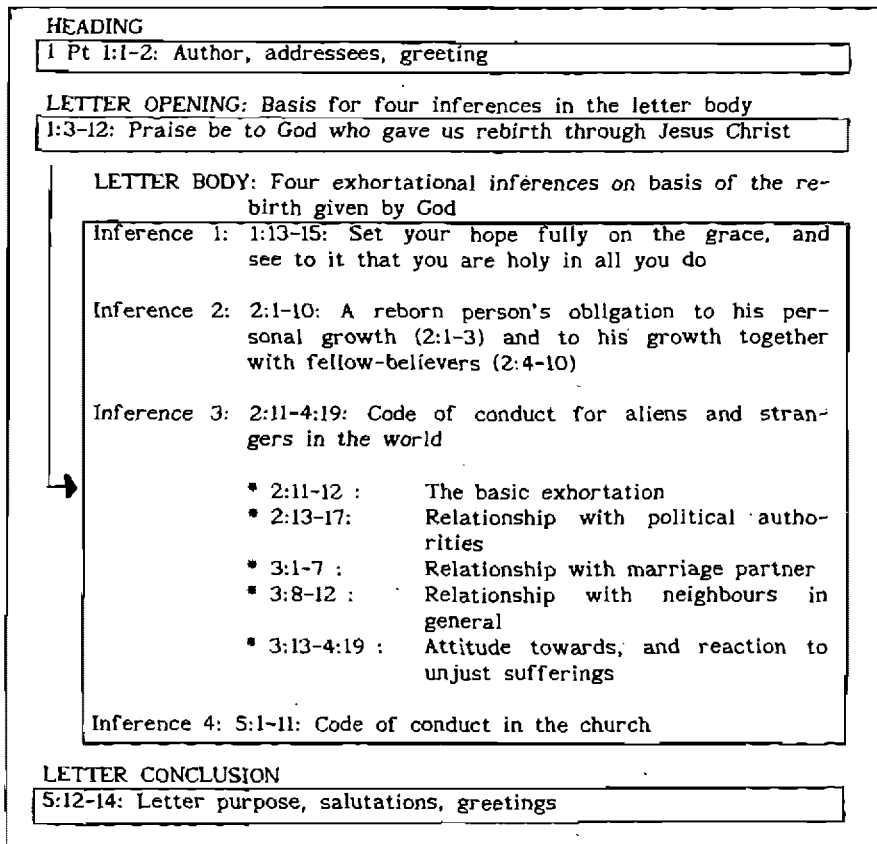 HEADING
1 Pt 1:1-2: Author, addressees, greeting
LETTER OPENING: Basis for four inferences in the letter body
1:3-12: Praise be to God who gave us rebirth through Jesus Christ
LETTER BODY: Four exhortational inferences on basis of the re-
birth given by God
Inference 1: 1:13-15: Set your hope fully on the grace, and
see to it that you are holy in all you do
Inference 2: 2:1-10: A reborn person's obligation to his per-
sonal growth (2:1-3) and to his growth together
with fellow-believers (2:4-10)
Inference 3: 2:11-4:19: Code of conduct for aliens and stran-
gers in the world
* 2:11-12 : The basic exhortation
* 2:13-17: Relationship with political autho-
rities
* 3:1-7 : Relationship with marriage partner
* 3:8-12 : Relationship with neighbours in
general
* 3:13-4:19 : Attitude towards, and reaction to
unjust sufferings
Inference 4: 5:1-11: Code of conduct in the church
LETTER CONCLUSION
5:12-14: Letter purpose, salutations, greetings